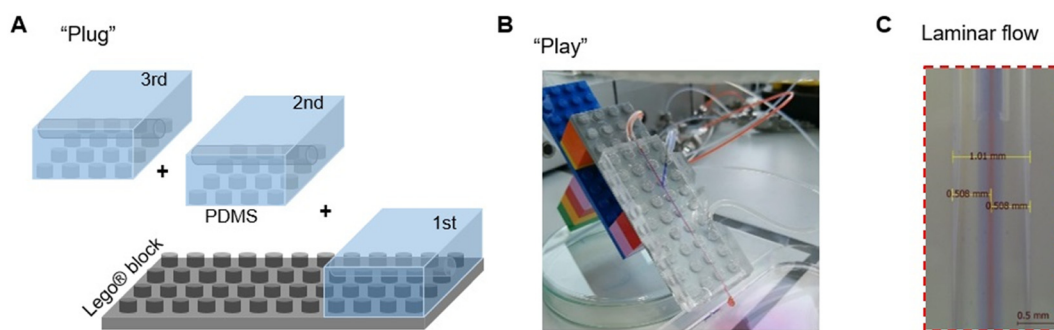 A
“Plug”
3rd
2nd
+
PDMS
+
1st
Lego® block
B
“Play”
C
Laminar flow
1.01 mm
0.508 mm
0.508 mm
0.5 mm